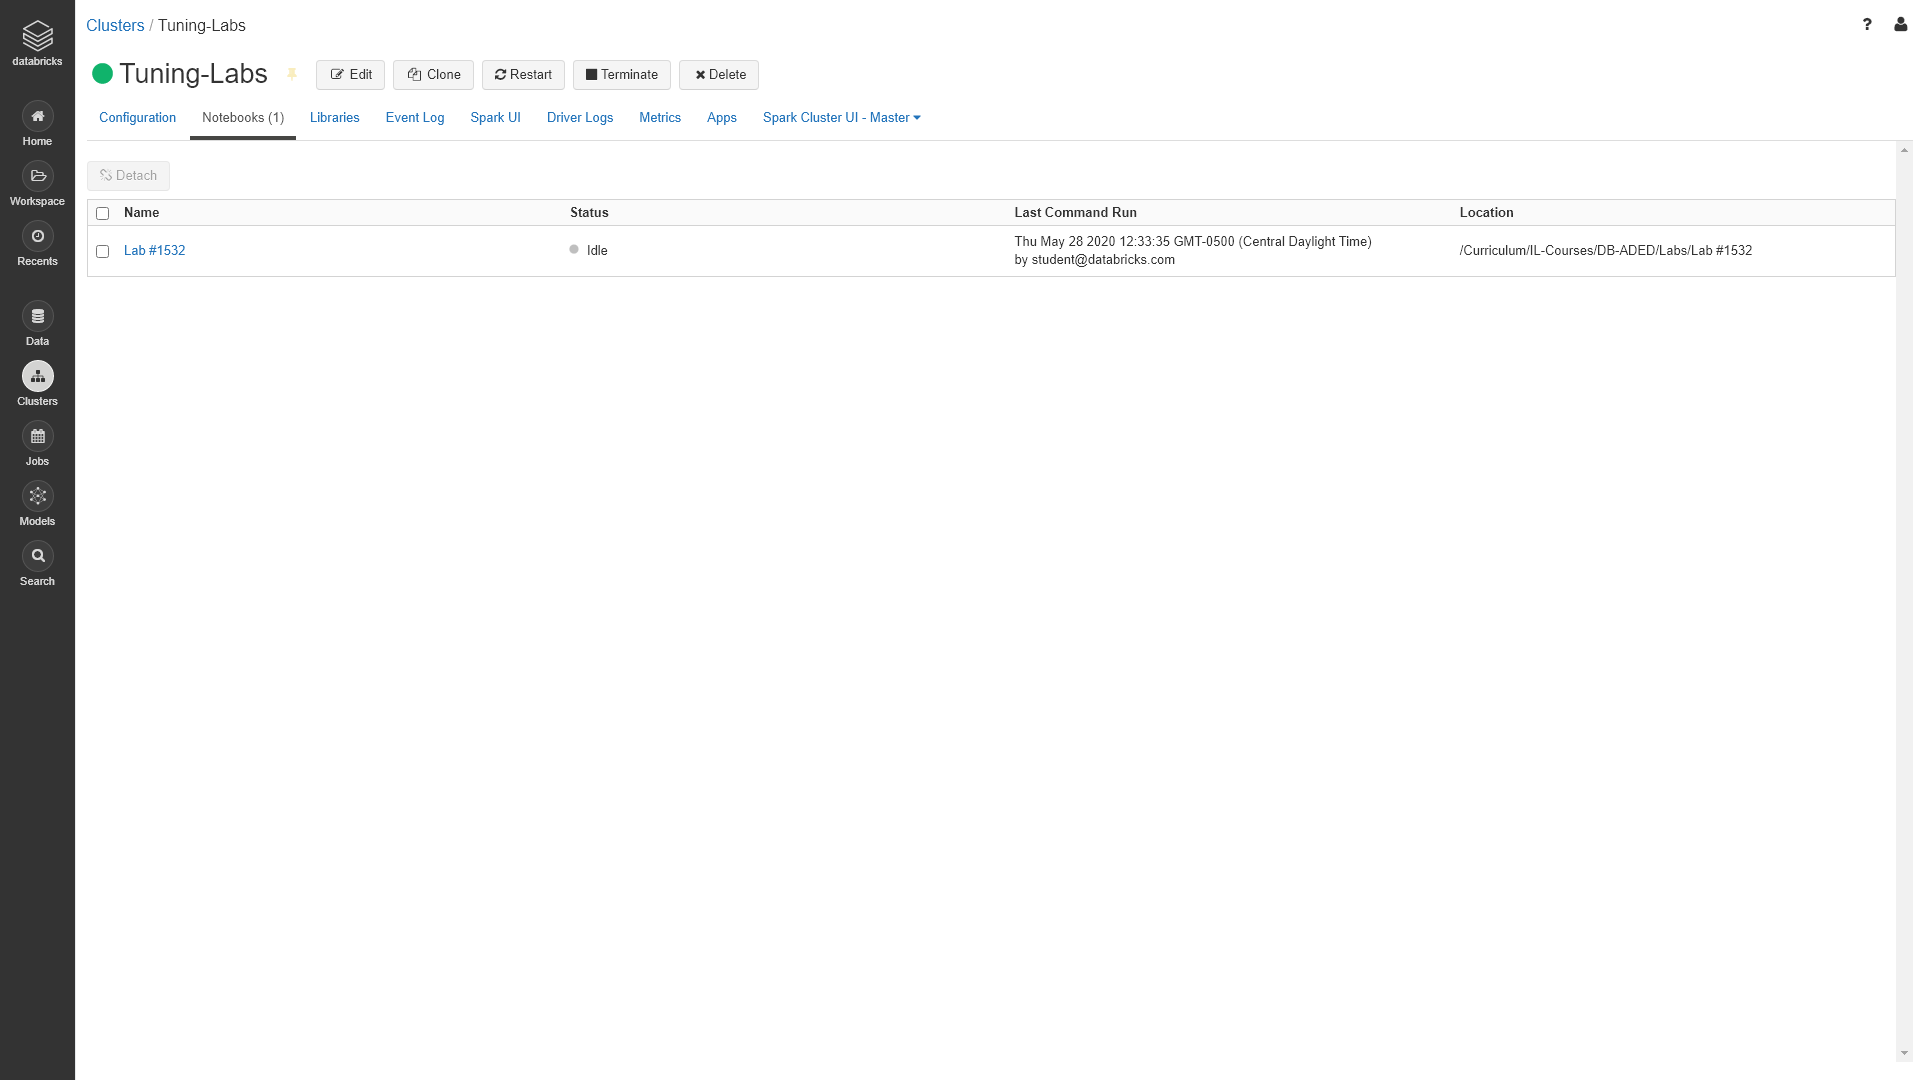 databricks
Home
Workspace
Recents
Data
Clusters
Jobs
Models
Search
Clusters / Tuning-Labs
?
Tuning-Labs
Edit
Clone
Restart
Terminate
Delete
Configuration
Notebooks (1)
Libraries
Event Log
Spark UI
Driver Logs
Metrics
Apps
Spark Cluster UI - Master
Detach
Name Status Last Command Run Location
Lab #1532
Idle
Thu May 28 2020 12:33:35 GMT-0500 (Central Daylight Time)
by student@databricks.com
/Curriculum/IL-Courses/DB-ADED/Labs/Lab #1532